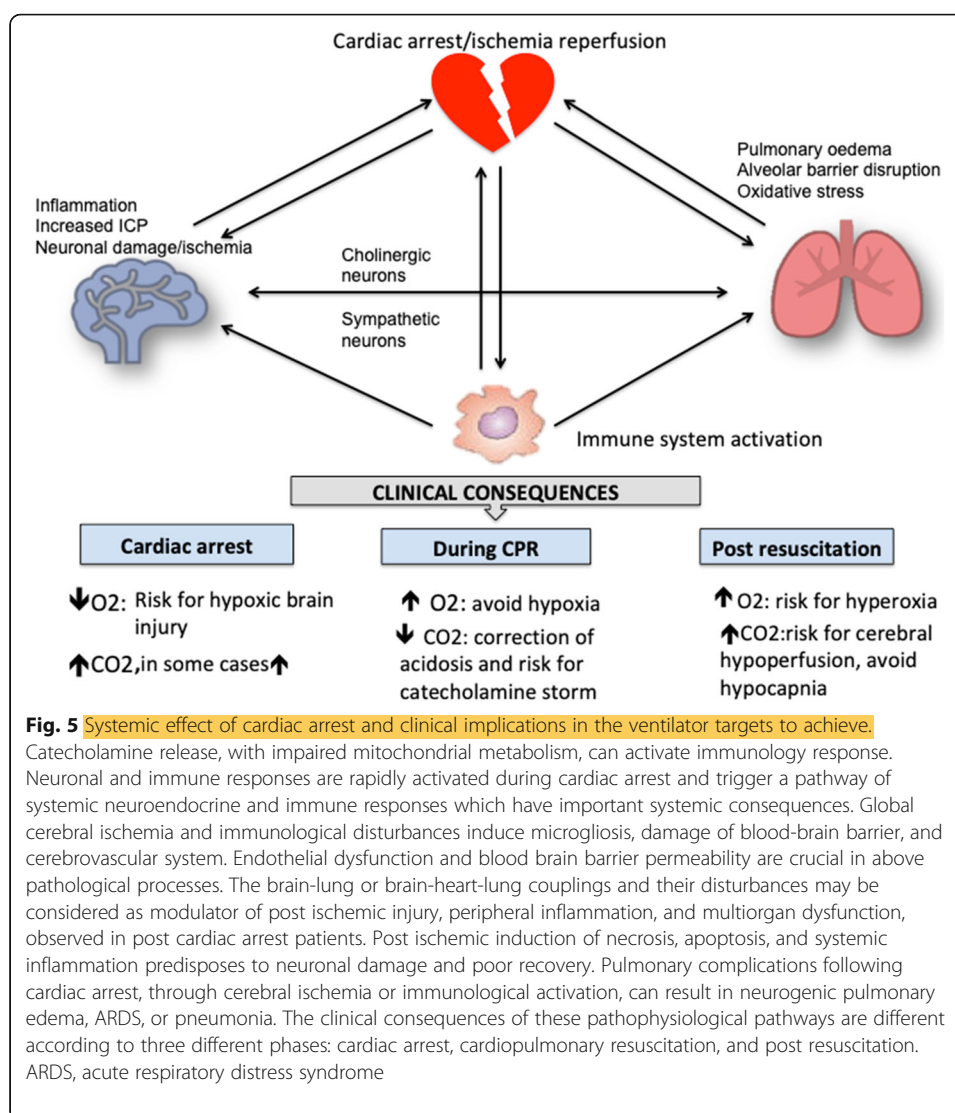 Cardiac arrest/ischemia reperfusion
Pulmonary oedema
Alveolar barrier disruption
Oxidative stress
Inflammation
Increased ICP
Neuronal damage/ischemia
Cholinergic
neurons
Sympathetic
neurons
Immune system activation
CLINICAL CONSEQUENCES
Cardiac arrest
🡻O2: Risk for hypoxic brain
injury
🡹CO2,in some cases🡹
During CPR
🡹 O2: avoid hypoxia
🡻 CO2: correction of
acidosis and risk for
catecholamine storm
Post resuscitation
🡹O2: risk for hyperoxia
🡹CO2:risk for cerebral
hypoperfusion, avoid
hypocapnia
Fig. 5 Systemic effect of cardiac arrest and clinical implications in the ventilator targets to achieve.
Catecholamine release, with impaired mitochondrial metabolism, can activate immunology response.
Neuronal and immune responses are rapidly activated during cardiac arrest and trigger a pathway of
systemic neuroendocrine and immune responses which have important systemic consequences. Global
cerebral ischemia and immunological disturbances induce microgliosis, damage of blood-brain barrier, and
cerebrovascular system. Endothelial dysfunction and blood brain barrier permeability are crucial in above
pathological processes. The brain-lung or brain-heart-lung couplings and their disturbances may be
considered as modulator of post ischemic injury, peripheral inflammation, and multiorgan dysfunction,
observed in post cardiac arrest patients. Post ischemic induction of necrosis, apoptosis, and systemic
inflammation predisposes to neuronal damage and poor recovery. Pulmonary complications following
cardiac arrest, through cerebral ischemia or immunological activation, can result in neurogenic pulmonary
edema, ARDS, or pneumonia. The clinical consequences of these pathophysiological pathways are different
according to three different phases: cardiac arrest, cardiopulmonary resuscitation, and post resuscitation.
ARDS, acute respiratory distress syndrome